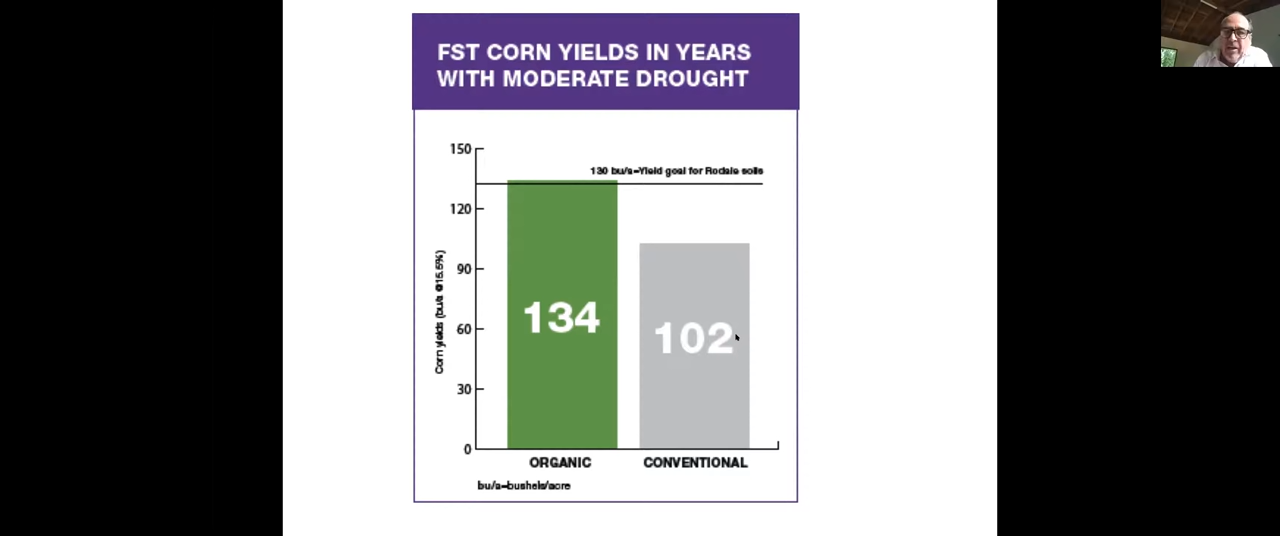 FST CORN YIELDS IN YEARS
WITH MODERATE DROUGHT
150
130 bu/a=Yield goal for Rodale soils
120
90
Corn yields (bu/a @15.5%)
134
60
102
30
0
ORGANIC CONVENTIONAL
bu/a=bushels/acre